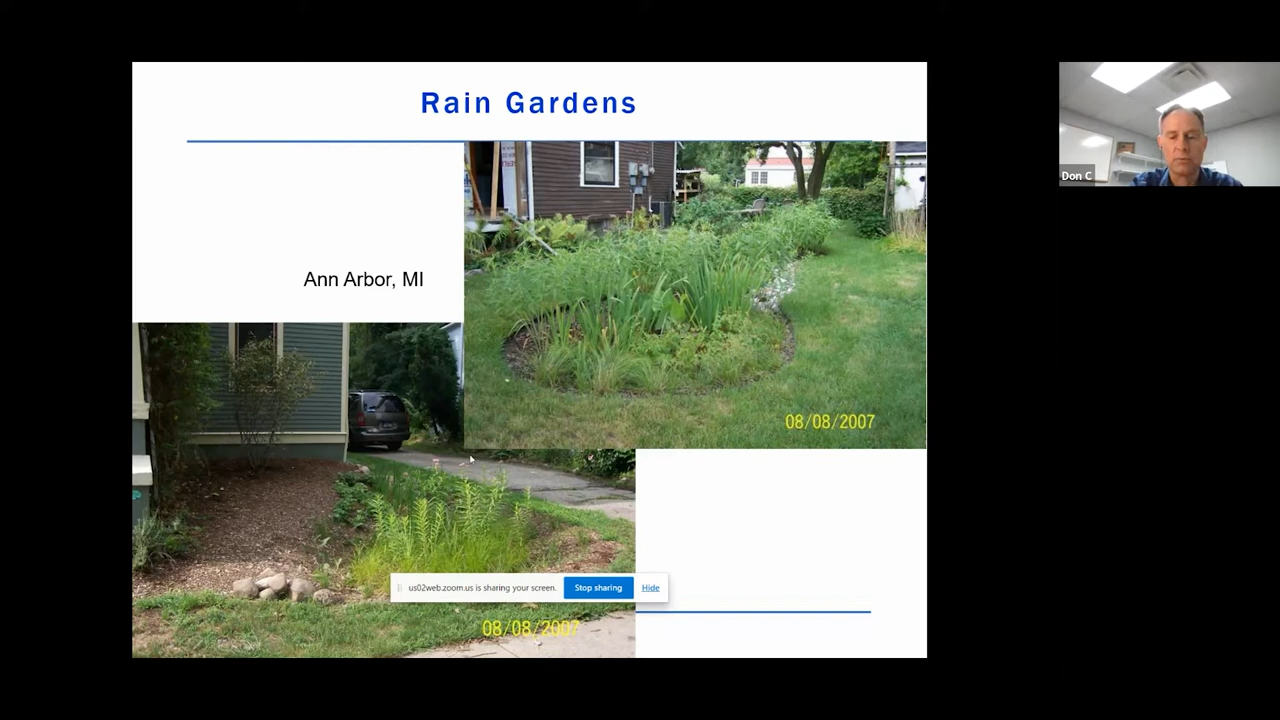 Rain Gardens
Don C
Ann Arbor, MI
08/08/2007
us02web.zoom.us is sharing your screen.
Stop sharing
Hide
08/08/2007